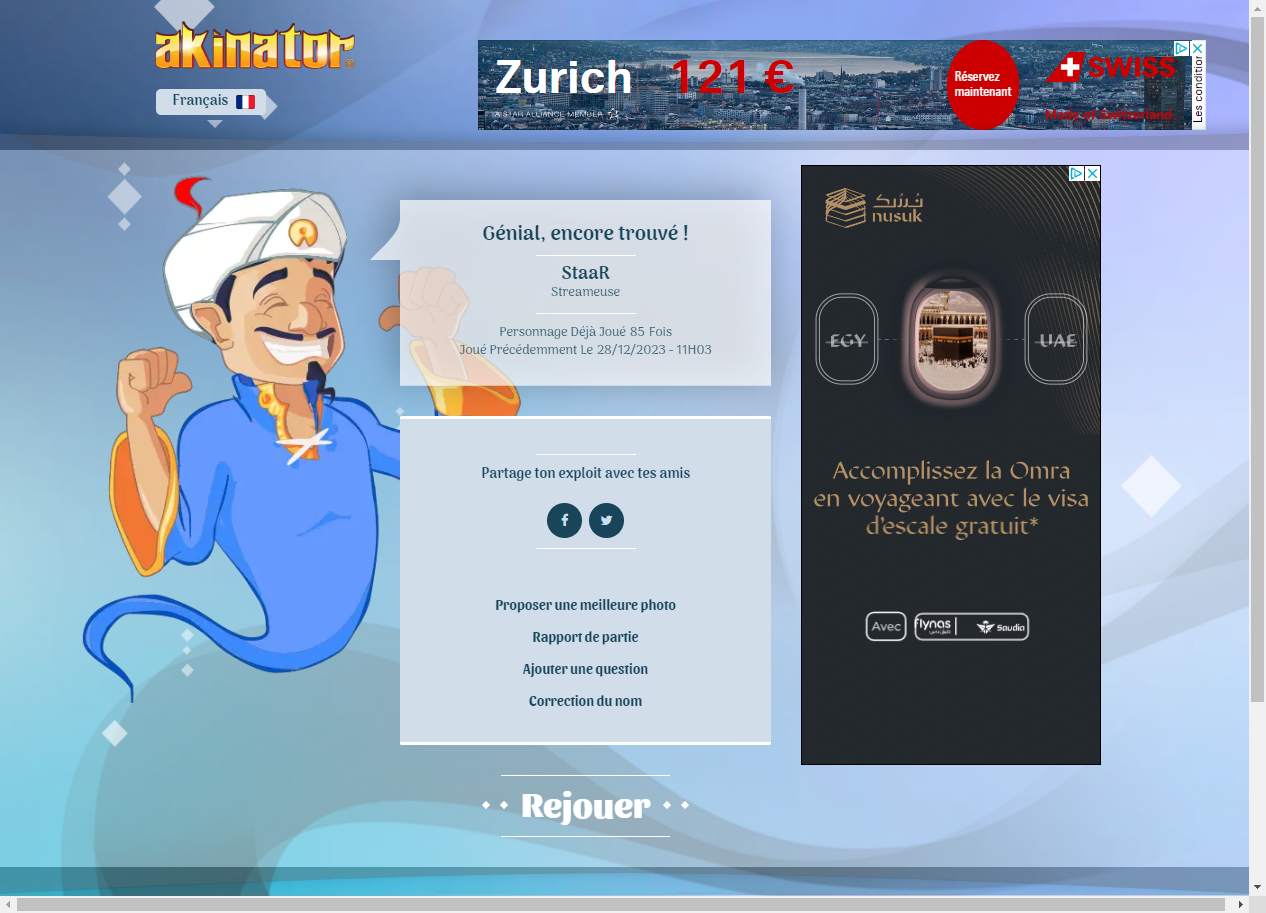 akinator
Français
Zurich 121 €
A STAR ALLIANCE MEMBER
Réservez
maintenant
SWISS
Made of Switzerland.
Les condition
Génial, encore trouvé !
StaaR
Streameuse
Personnage Déjà Joué 85 Fois
Joué Précédemment Le 28/12/2023 - 11H03
Partage ton exploit avec tes amis
Proposer une meilleure photo
Rapport de partie
Ajouter une question
Correction du nom
Rejouer
نسك
nusuk
EGY
UAE
Accomplissez la Omra
en voyageant avec le visa
d'escale gratuit*
Avec
flynas
Saudia